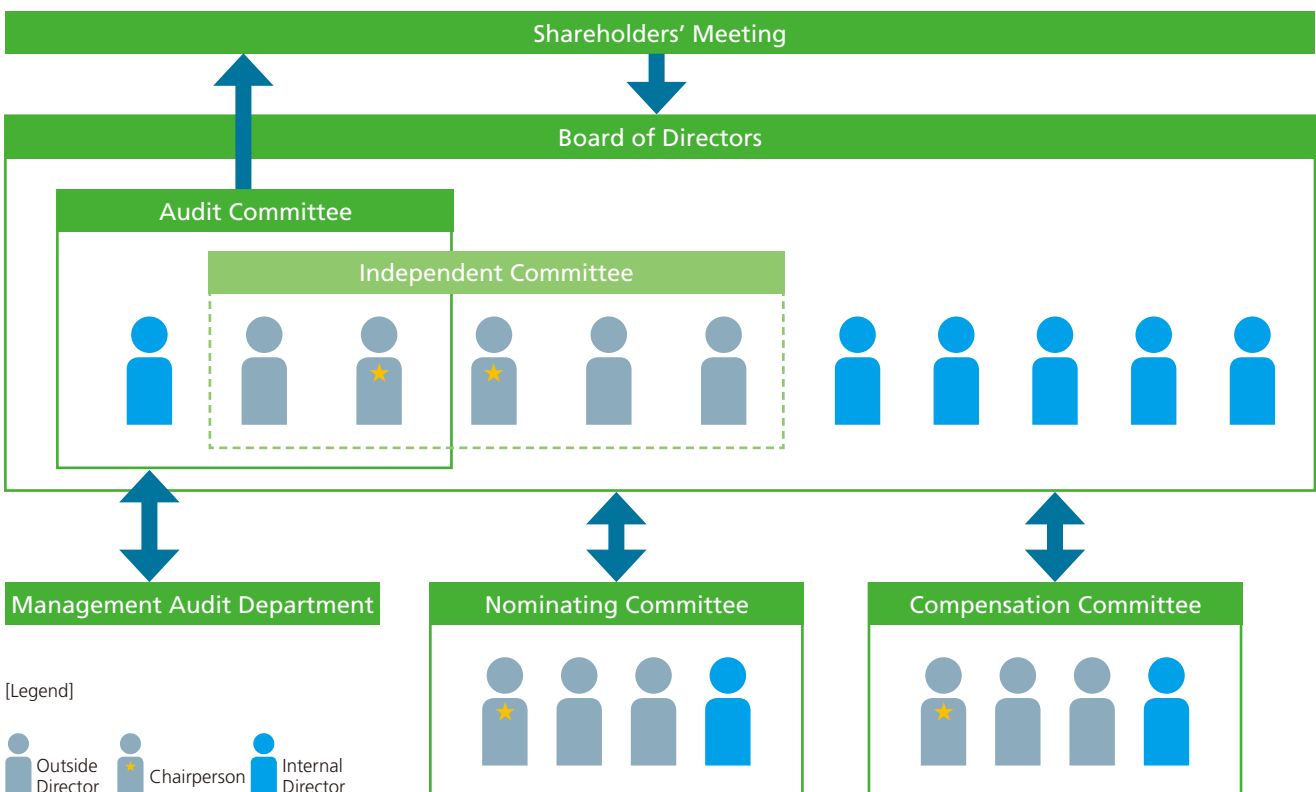 Shareholders’ Meeting
Board of Directors
Audit Committee
Independent Committee
Management Audit Department
Nominating Committee
Compensation Committee
[Legend]
Outside
Director
Chairperson
Internal
Director